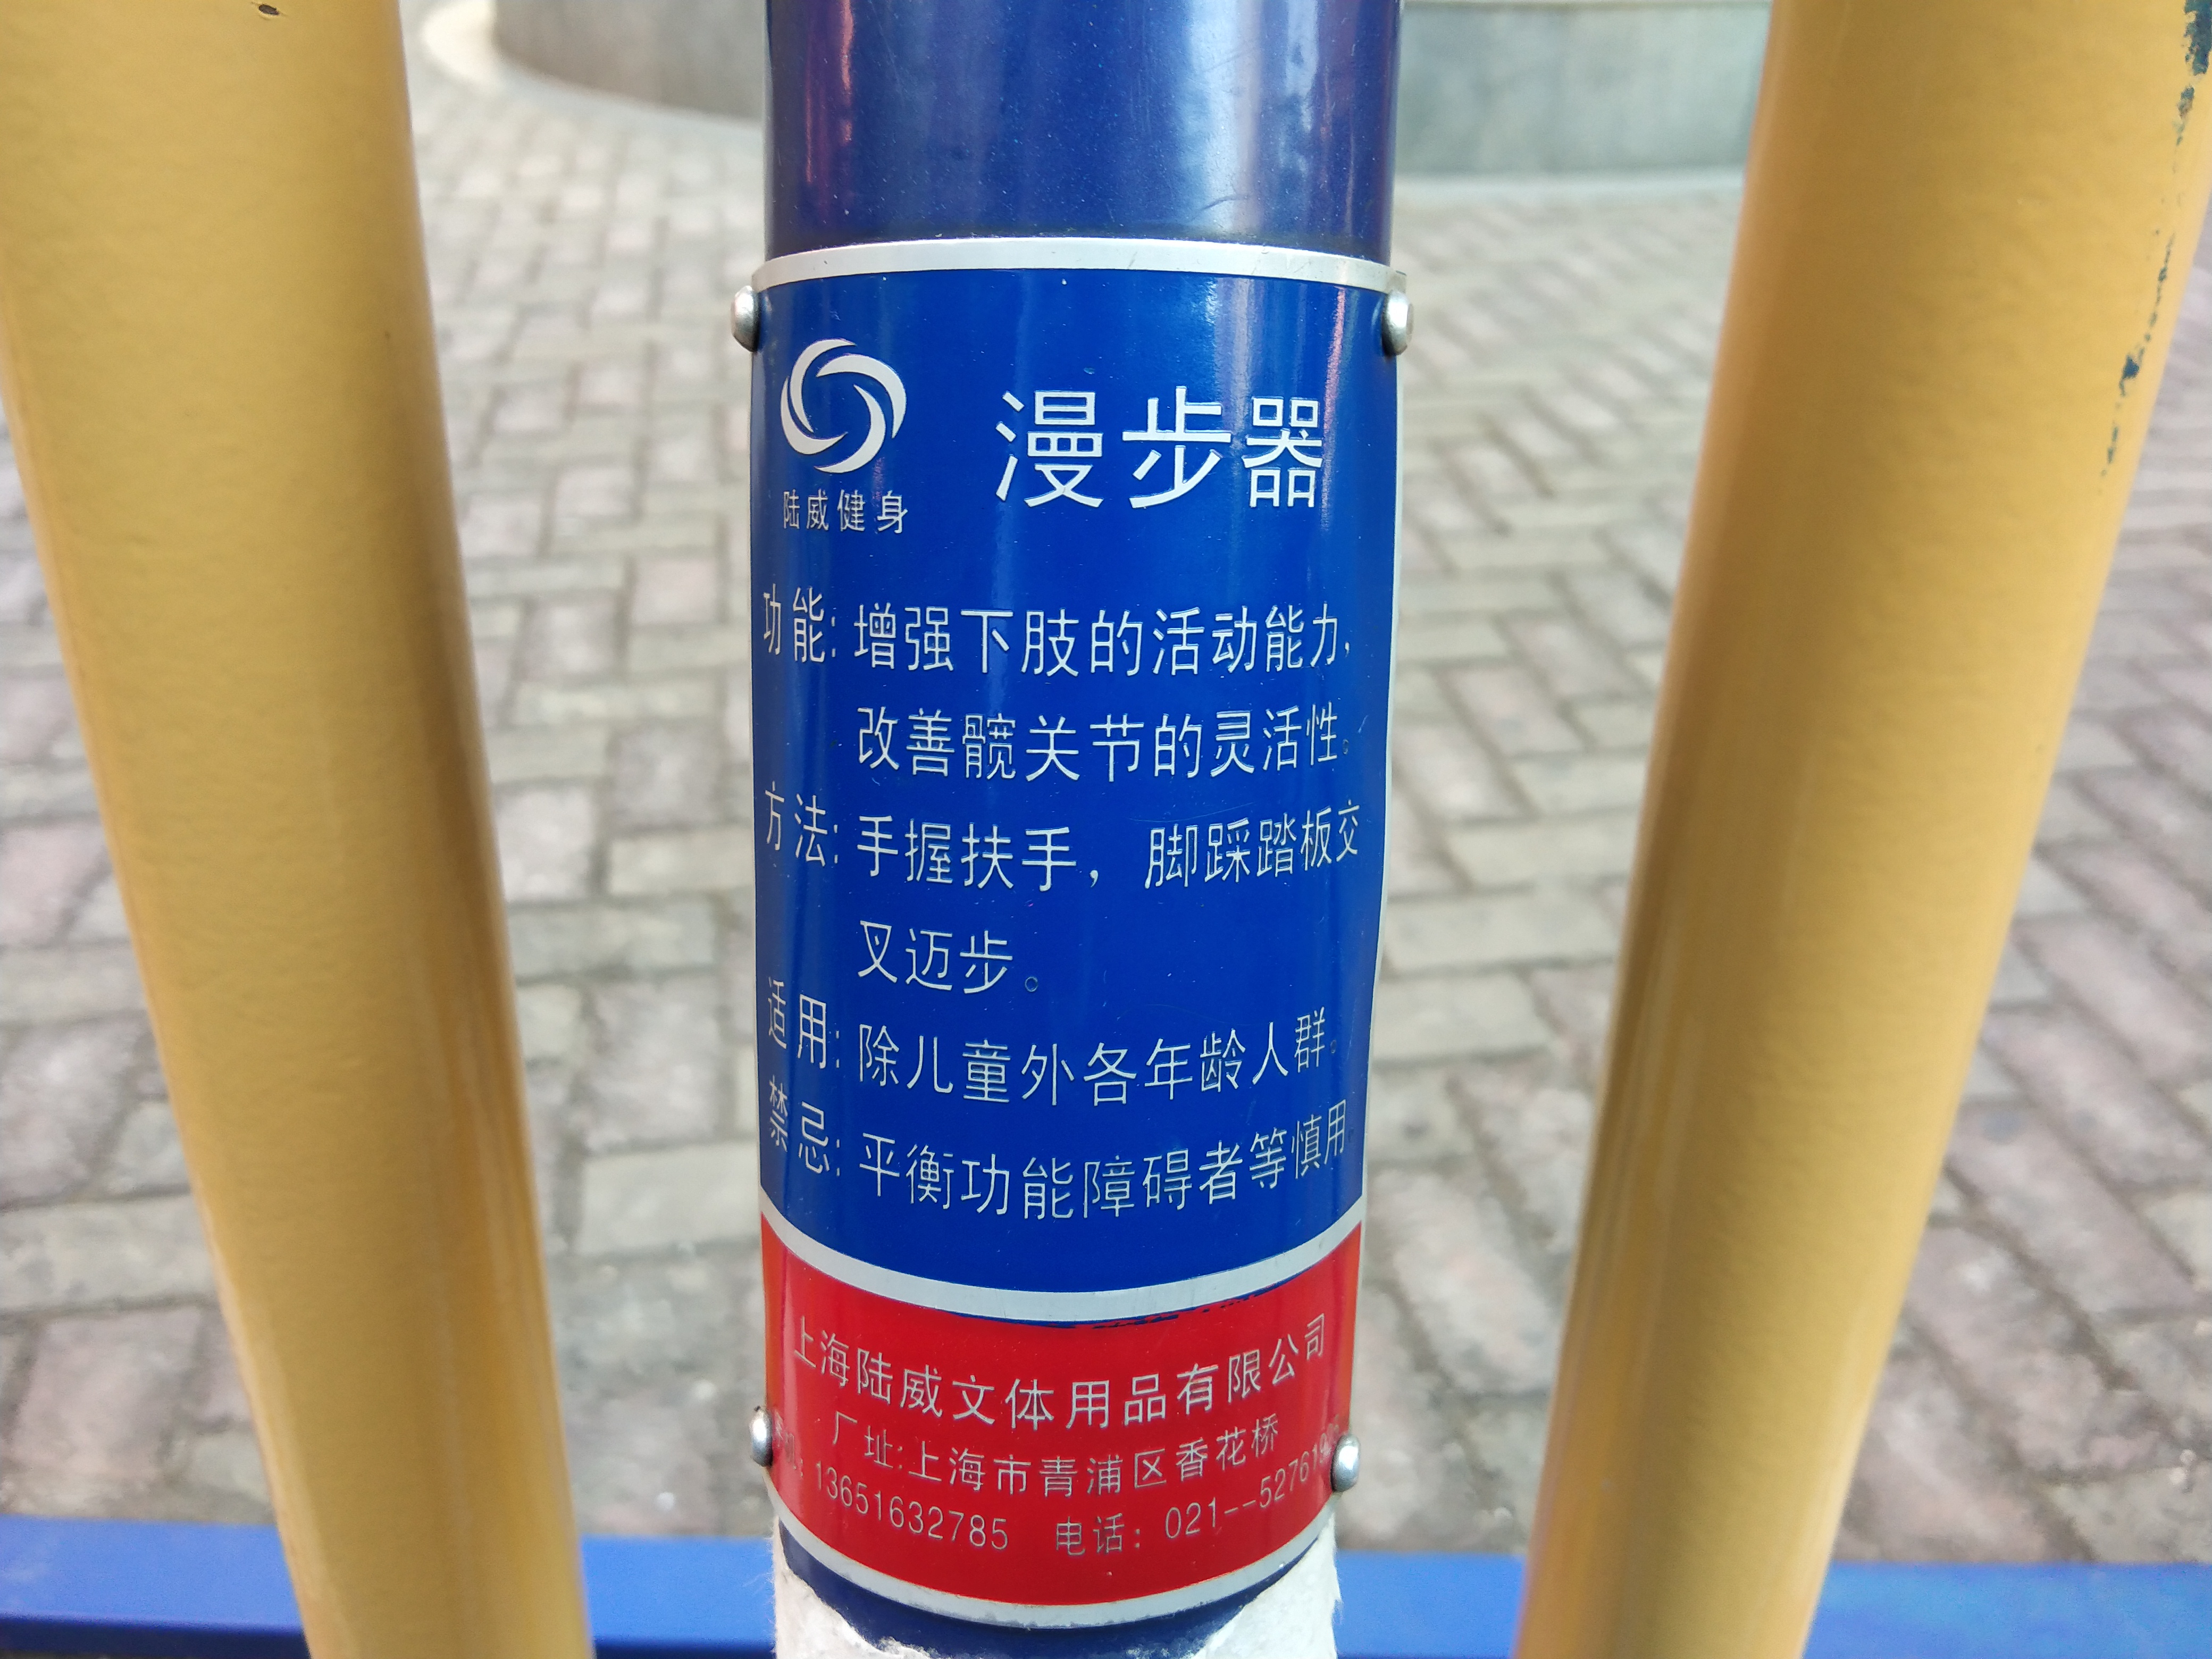 漫步器
陆威健身
功能:增强下肢的活动能力,
改善髋关节的灵活性。
方法:手握扶手，脚踩踏板交
叉迈步。
适用:除儿童外各年龄人群。
禁忌:平衡功能障碍者等慎用
上海陆威文体用品有限公司
厂址:上海市青浦区香花桥
13651632785 电话：021--527619